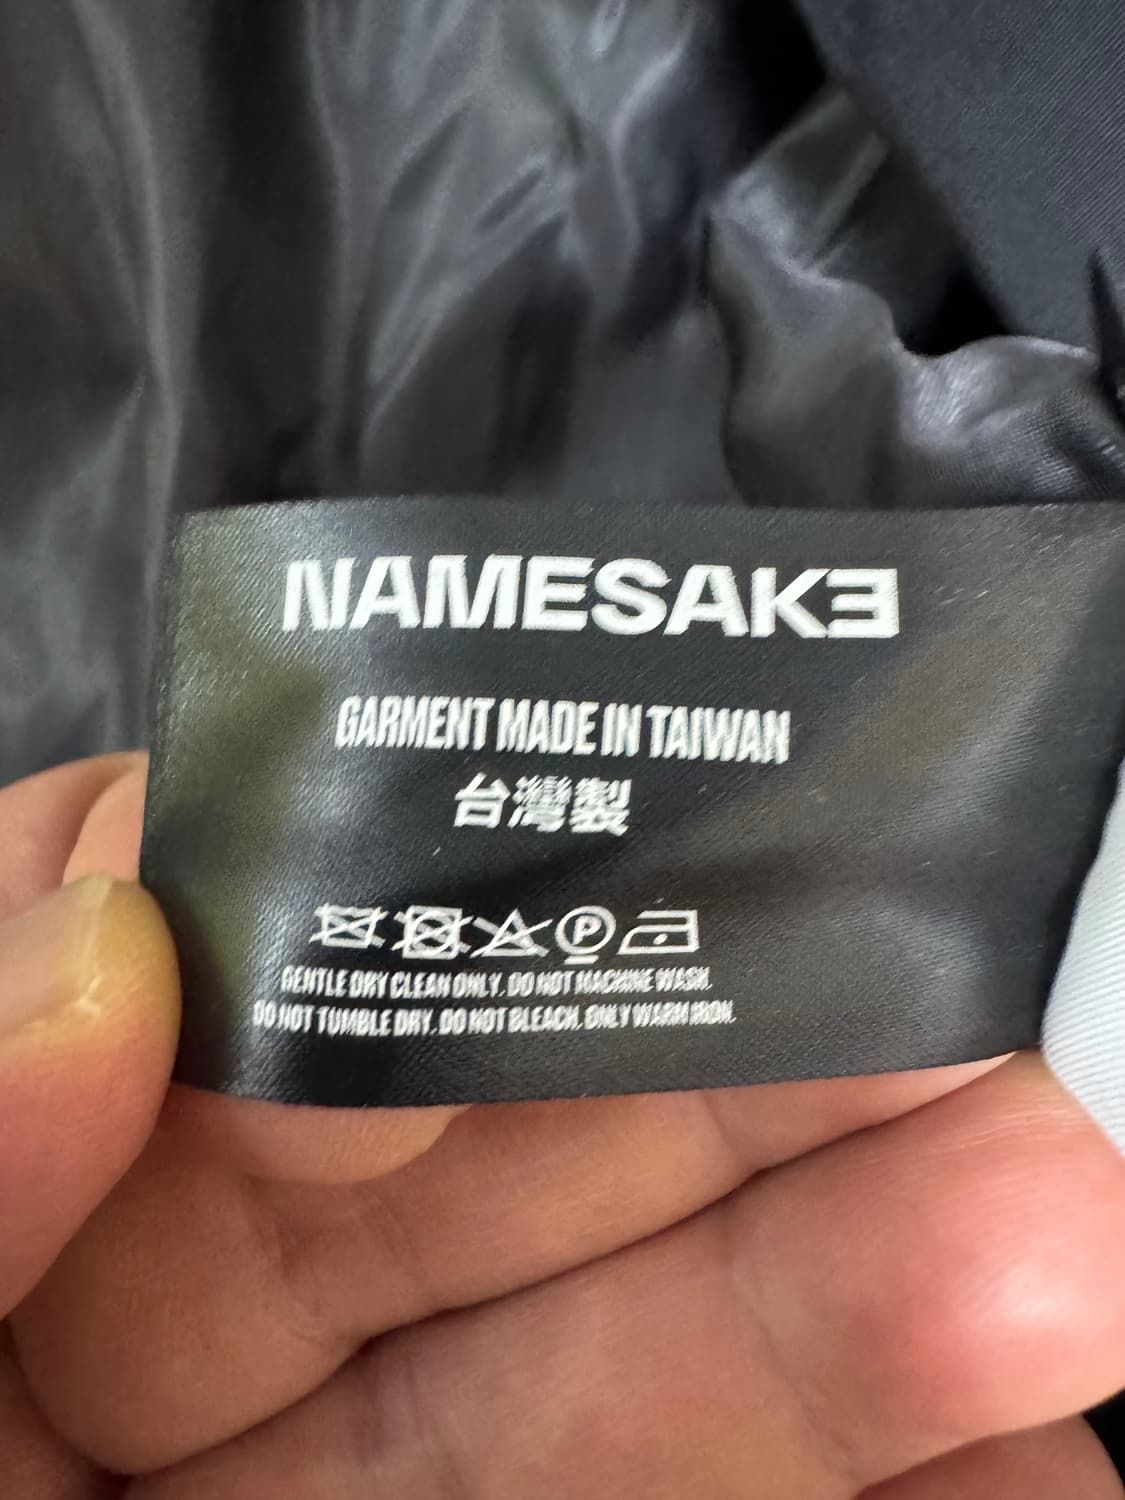 NAMESAKE
GARMENT MADE IN TAIWAN
台灣製
P
GENTLE DRY CLEAN ONLY. DO NOT MACHINE WASH.
DO NOT TUMBLE DRY. DO NOT BLEACH. ONLY WARM IRON.